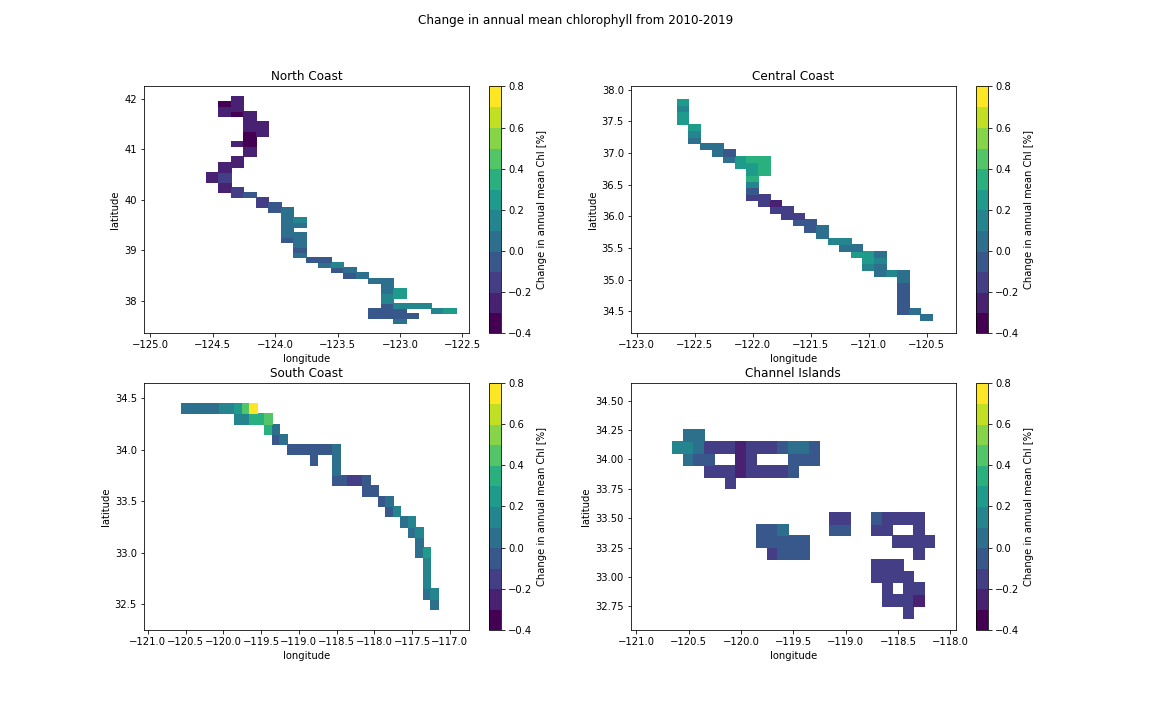 Change in annual mean chlorophyll from 2010-2019
North Coast
42
41
40
39
38
latitude
−125.0 −124.5 −124.0 −123.5 −123.0 −122.5
longitude
0.8
0.6
0.4
0.2
0.0
−0.2
−0.4
Change in annual mean Chl [%]
Central Coast
38.0
37.5
37.0
36.5
36.0
35.5
35.0
34.5
latitude
−123.0 −122.5 −122.0 −121.5 −121.0 −120.5
longitude
0.8
0.6
0.4
0.2
0.0
−0.2
−0.4
Change in annual mean Chl [%]
South Coast
34.5
34.0
33.5
33.0
32.5
latitude
−121.0 −120.5 −120.0 −119.5 −119.0 −118.5 −118.0 −117.5 −117.0
longitude
0.8
0.6
0.4
0.2
0.0
−0.2
−0.4
Change in annual mean Chl [%]
Channel Islands
34.50
34.25
34.00
33.75
33.50
33.25
33.00
32.75
latitude
−121.0 −120.5 −120.0 −119.5 −119.0 −118.5 −118.0
longitude
0.8
0.6
0.4
0.2
0.0
−0.2
−0.4
Change in annual mean Chl [%]